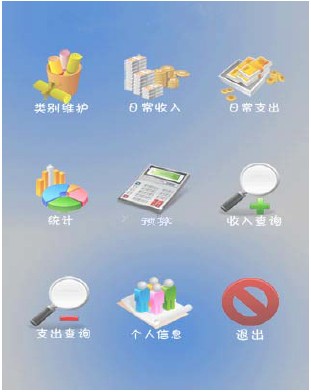 类别维护
日常收入
日常支出
统计
预算
收入查询
支出查询
个人信息
退出